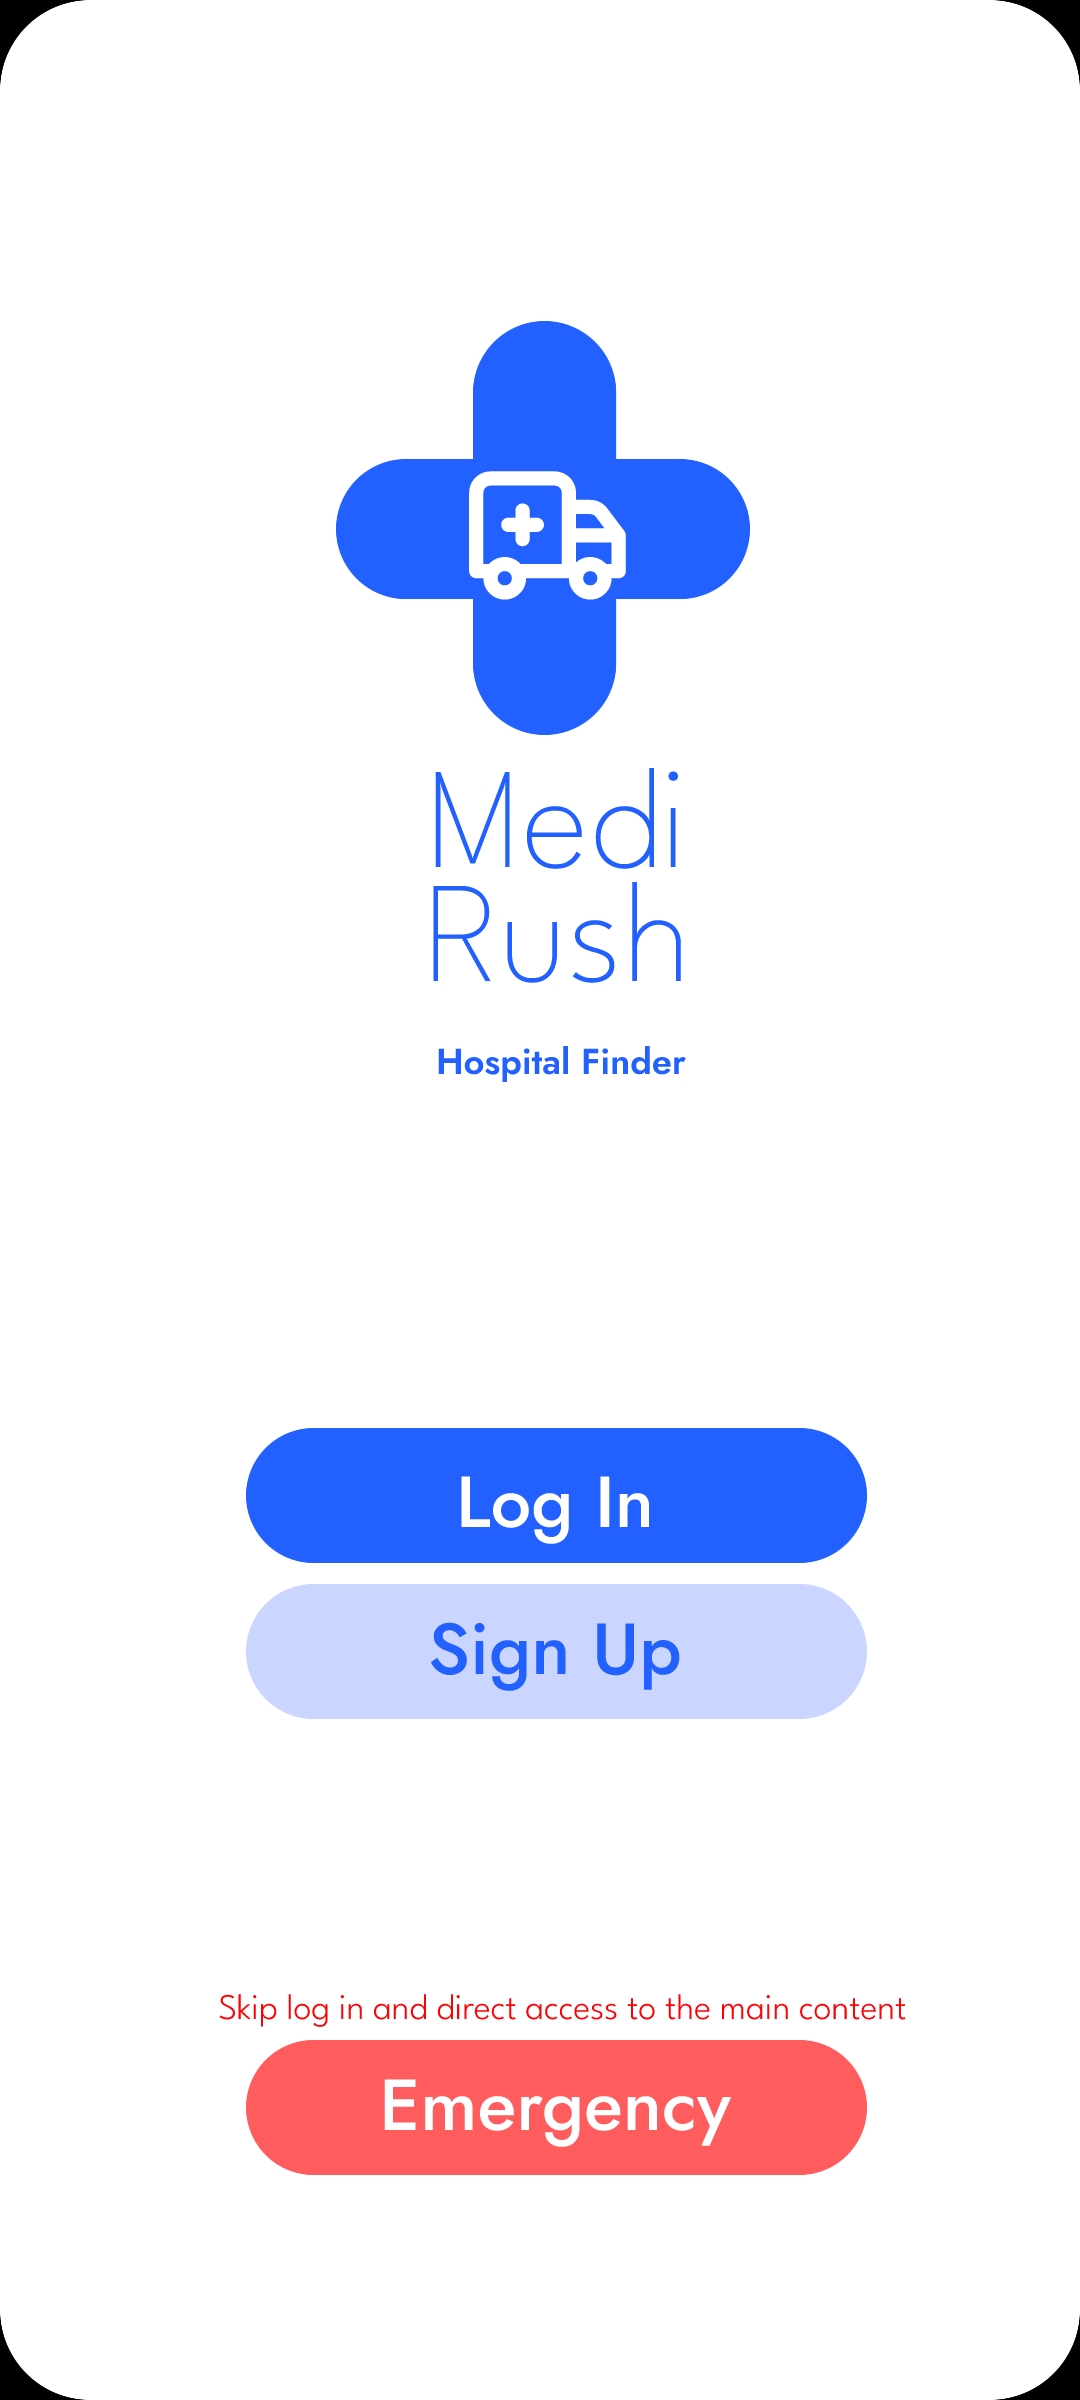 Medi
Rush
Hospital Finder
Log In
Sign Up
Skip log in and direct access to the main content
Emergency